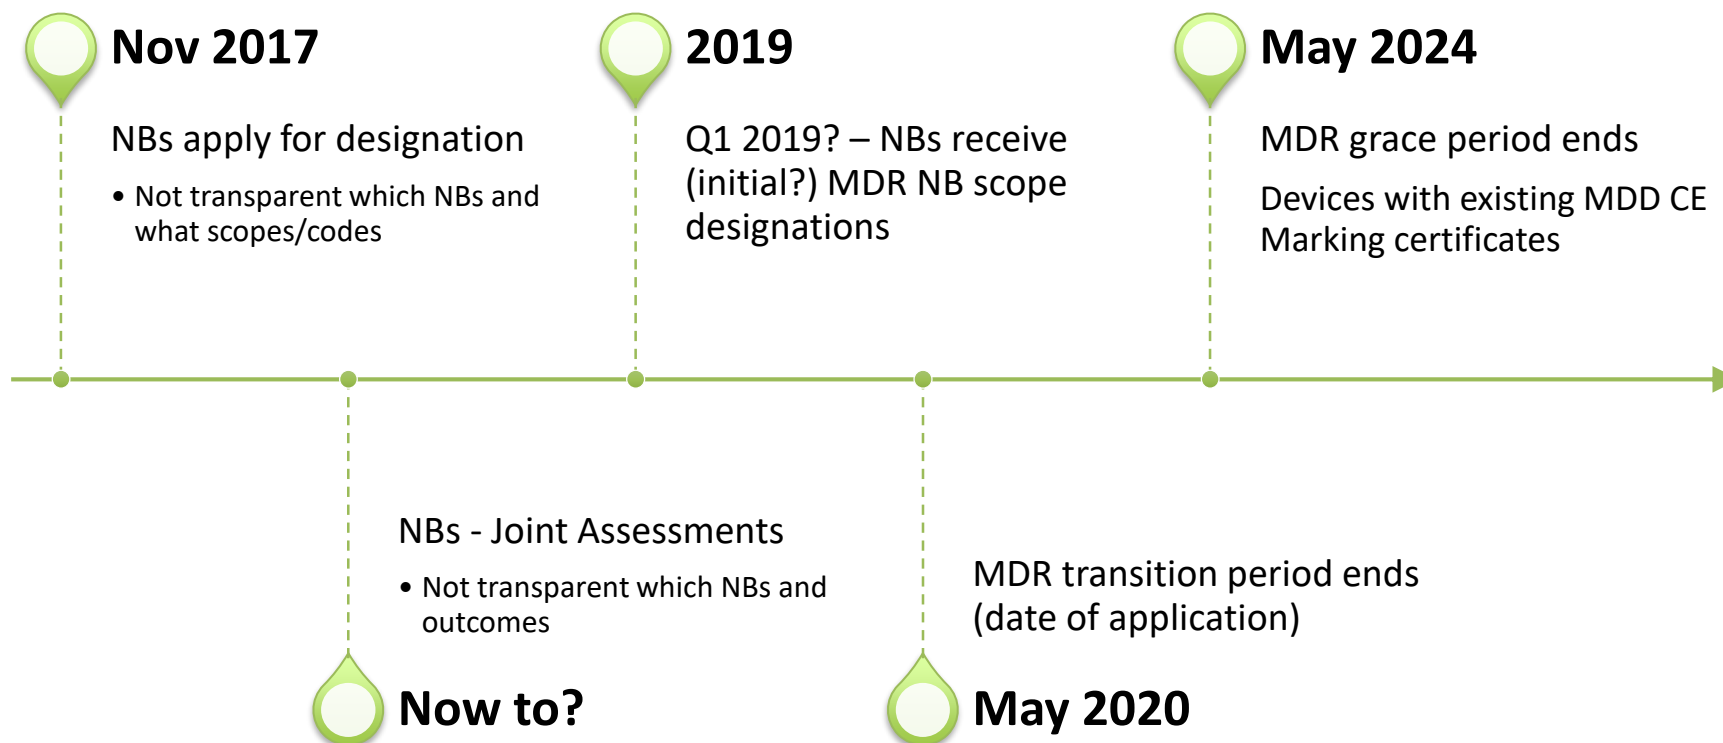 Nov 2017
NBs apply for designation
• Not transparent which NBs and
what scopes/codes
Now to?
NBs - Joint Assessments
• Not transparent which NBs and
outcomes
2019
Q1 2019? – NBs receive
(initial?) MDR NB scope
designations
May 2020
MDR transition period ends
(date of application)
May 2024
MDR grace period ends
Devices with existing MDD CE
Marking certificates